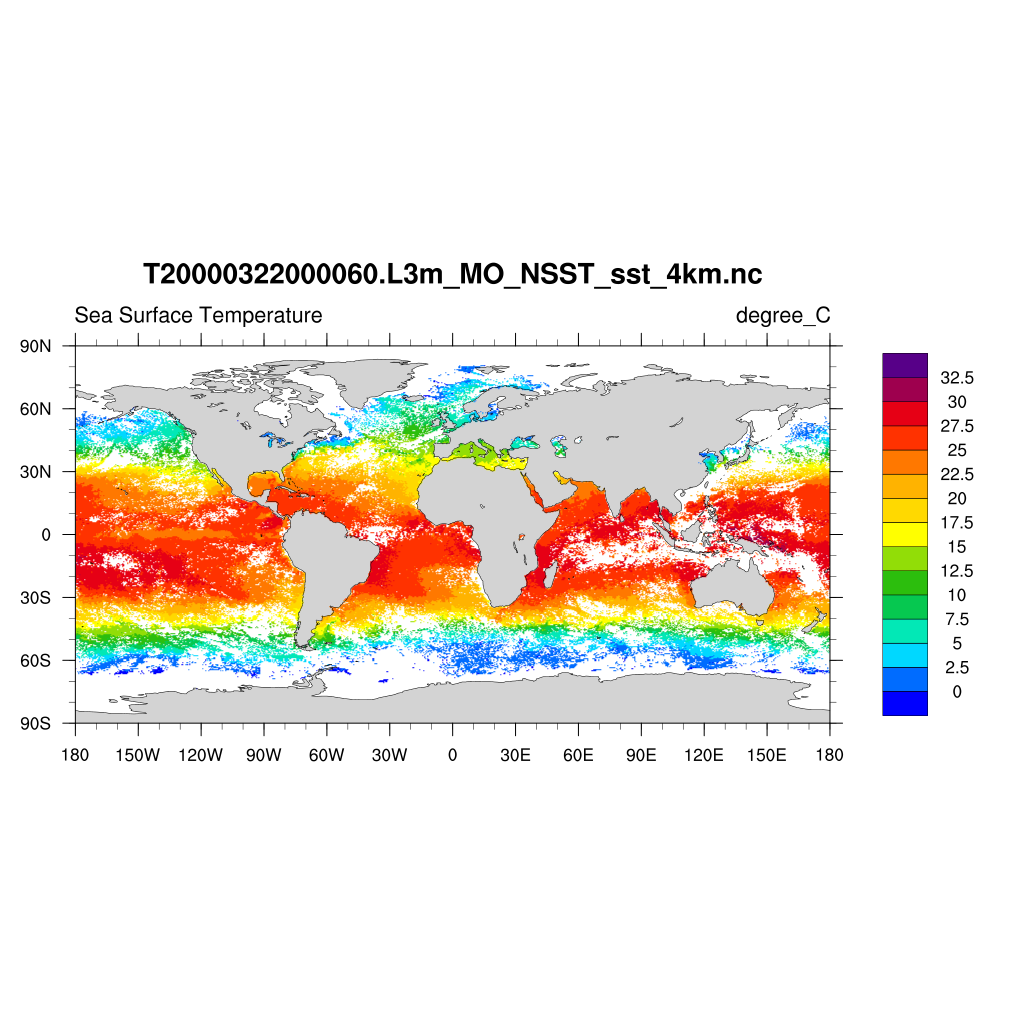 T20000322000060.L3m_MO_NSST_sst_4km.nc
Sea Surface Temperature degree_C
90N
60N
30N
0
30S
60S
90S
180 150W 120W 90W 60W 30W 0 30E 60E 90E 120E 150E 180
32.5
30
27.5
25
22.5
20
17.5
15
12.5
10
7.5
5
2.5
0